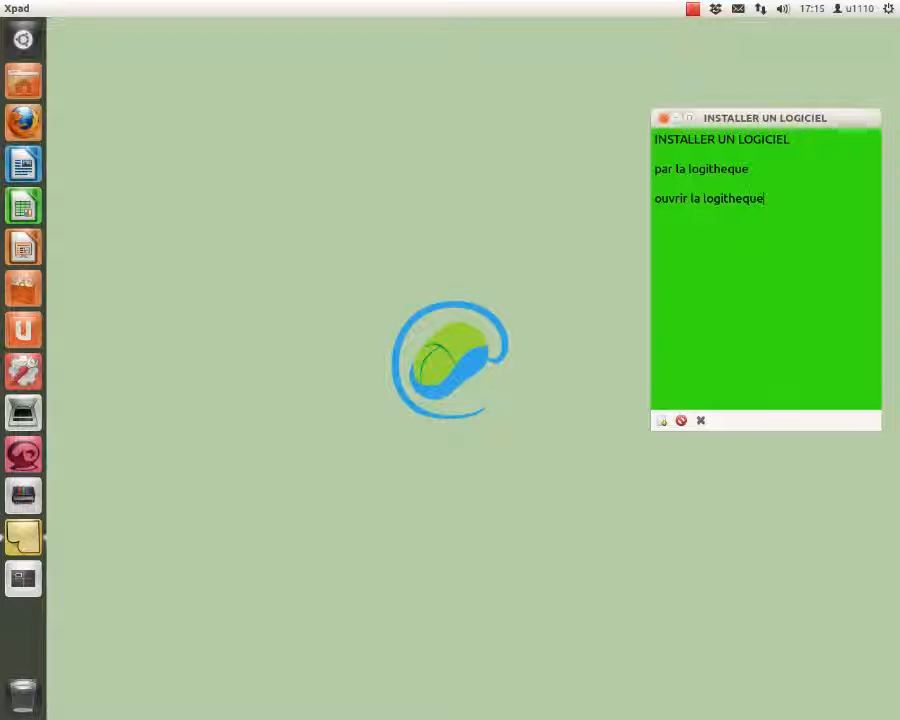 Xpad
17:15
u1110
INSTALLER UN LOGICIEL
INSTALLER UN LOGICIEL
par la logitheque
ouvrir la logitheque